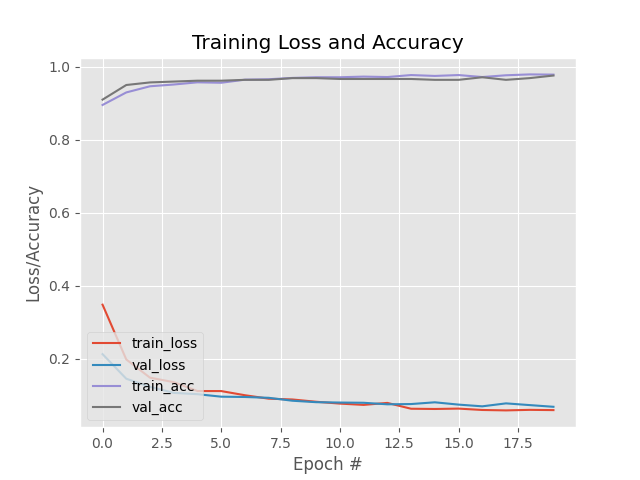 Training Loss and Accuracy
1.0
0.8
0.6
0.4
0.2
Loss/Accuracy
train_loss
val_loss
train_acc
val_acc
0.0 2.5 5.0 7.5 10.0 12.5 15.0 17.5
Epoch #